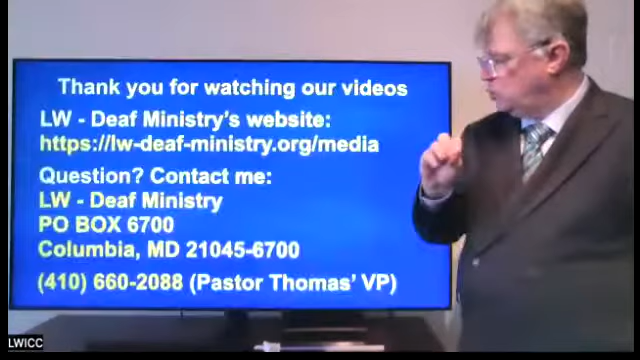 Thank you for watching our videos
LW - Deaf Ministry's website:
https://lw-deaf-ministry.org/media
Question? Contact me:
LW - Deaf Ministry
PO BOX 6700
Columbia, MD 21045-6700
(410) 660-2088 (Pastor Thomas' VP)
LWICC